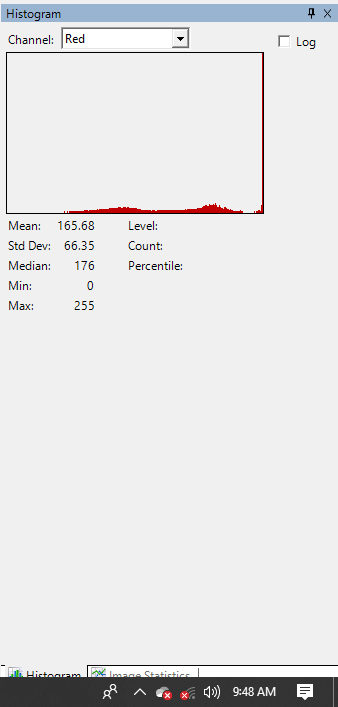 Histogram
Channel: Red Log
Mean: 165.68 Level:
Std Dev: 66.35 Count:
Median: 176 Percentile:
Min: 0
Max: 255
Histogram Image Statistics
9:48 AM